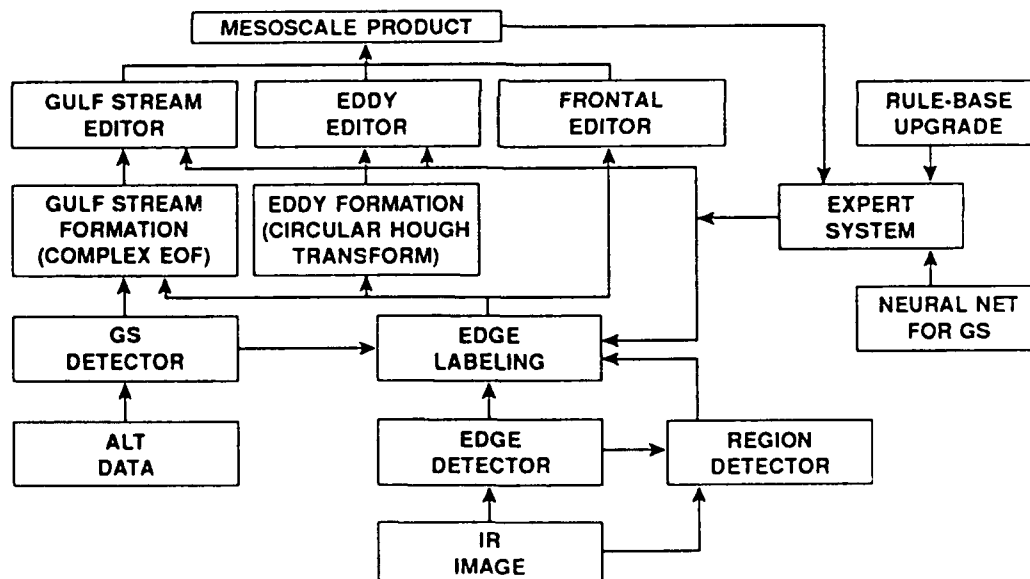 MESOSCALE PRODUCT
GULF STREAM
EDITOR
EDDY
EDITOR
FRONTAL
EDITOR
RULE-BASE
UPGRADE
GULF STREAM
FORMATION
(COMPLEX EOF)
EDDY FORMATION
(CIRCULAR HOUGH
TRANSFORM)
EXPERT
SYSTEM
GS
DETECTOR
EDGE
LABELING
NEURAL NET
FOR GS
ALT
DATA
EDGE
DETECTOR
REGION
DETECTOR
IR
IMAGE